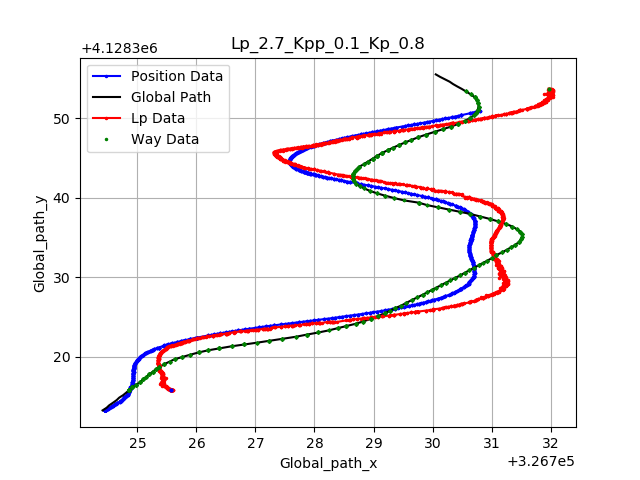 Lp_2.7_Kpp_0.1_Kp_0.8
+4.1283e6
Position Data
Global Path
Lp Data
Way Data
50
40
30
20
Global_path_y
25 26 27 28 29 30 31 32
Global_path_x
+3.267e5